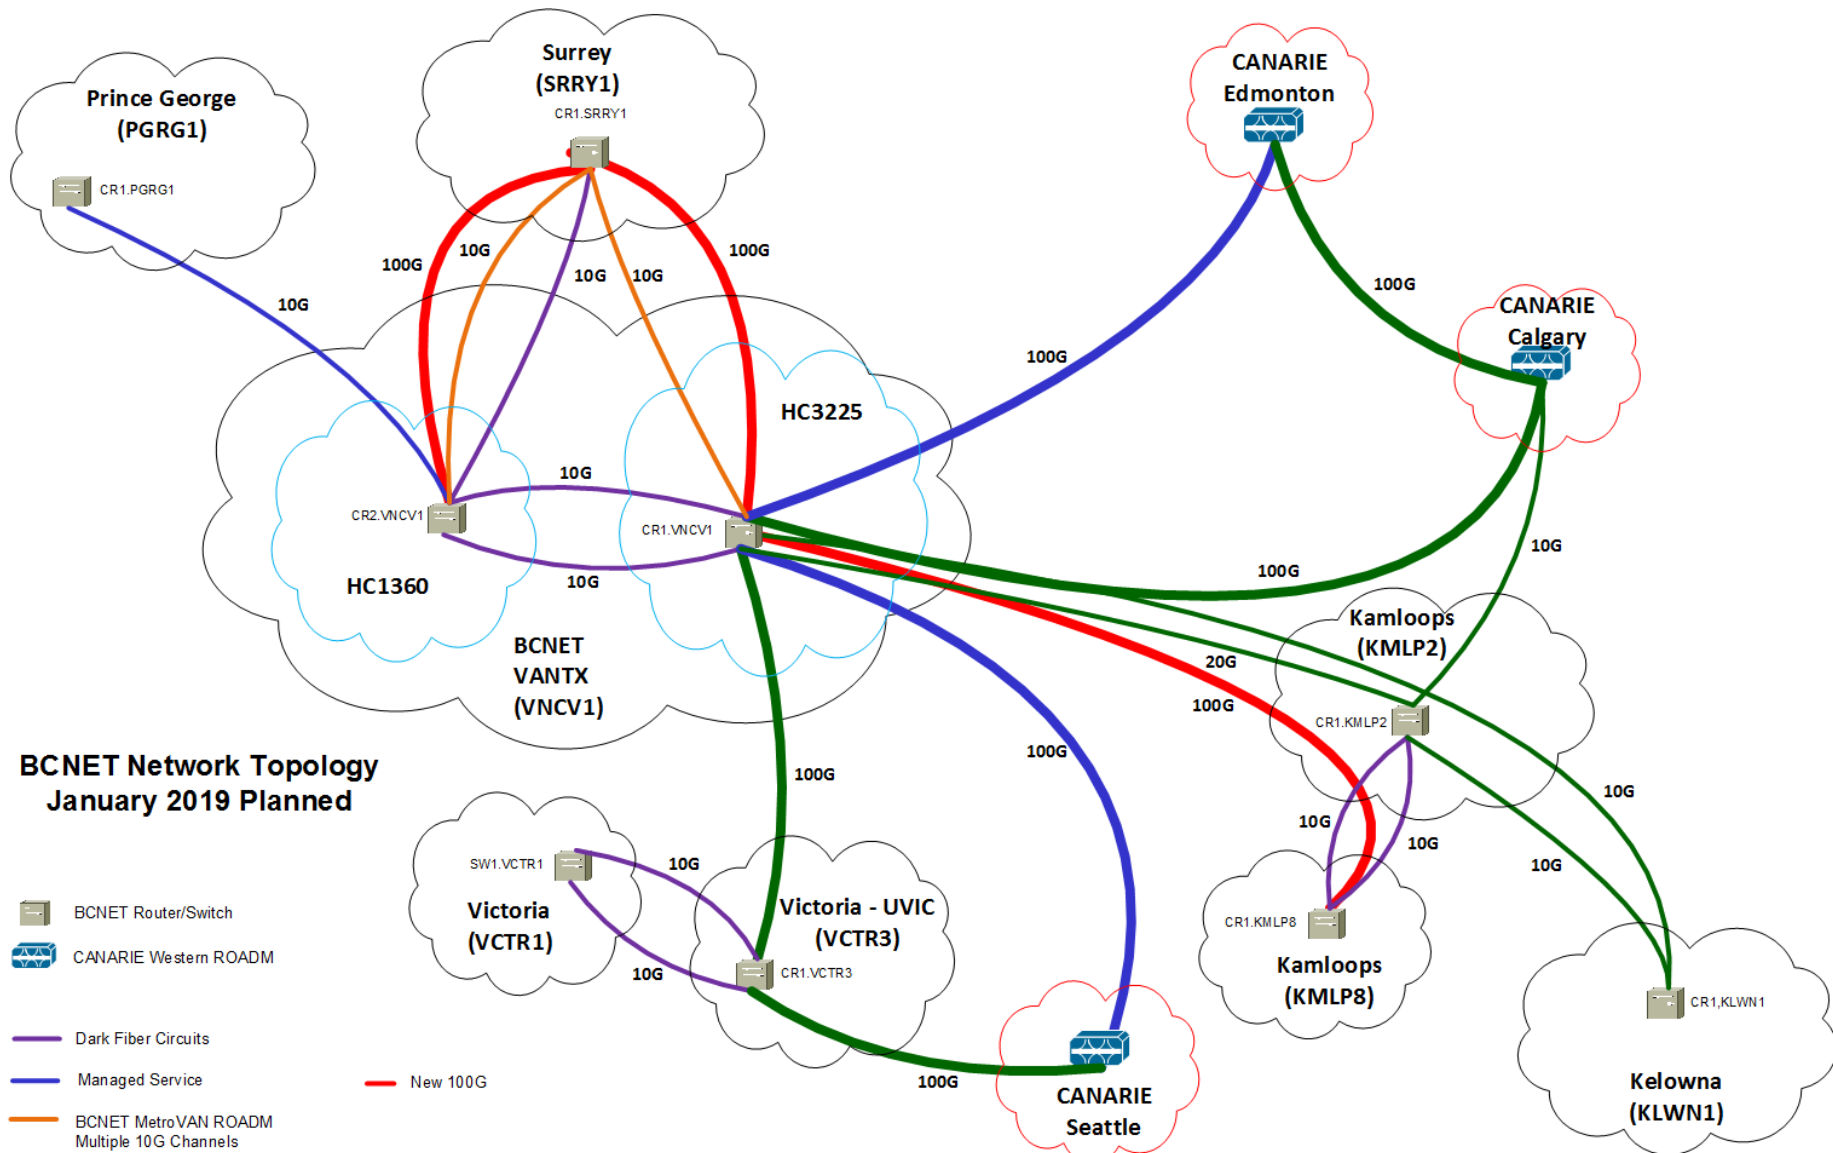 Prince George
(PGRG1)
CR1.PGRG1
Surrey
(SRRY1)
CR1.SRRY1
CANARIE
Edmonton
CANARIE
Calgary
100G
10G
10G
10G
100G
10G
100G
100G
HC3225
HC1360
CR2.VNCV1
CR1.VNCV1
10G
10G
BCNET
VANTX
(VNCV1)
100G
10G
Kamloops
(KMLP2)
CR1.KMLP2
20G
100G
100G
100G
10G
10G
10G
10G
BCNET Network Topology
January 2019 Planned
SW1.VCTR1
Victoria
(VCTR1)
10G
10G
Victoria - UVIC
(VCTR3)
CR1.VCTR3
100G
CANARIE
Seattle
CR1.KMLP8
Kamloops
(KMLP8)
CR1,KLWN1
Kelowna
(KLWN1)
BCNET Router/Switch
CANARIE Western ROADM
Dark Fiber Circuits
Managed Service
New 100G
BCNET MetroVAN ROADM
Multiple 10G Channels